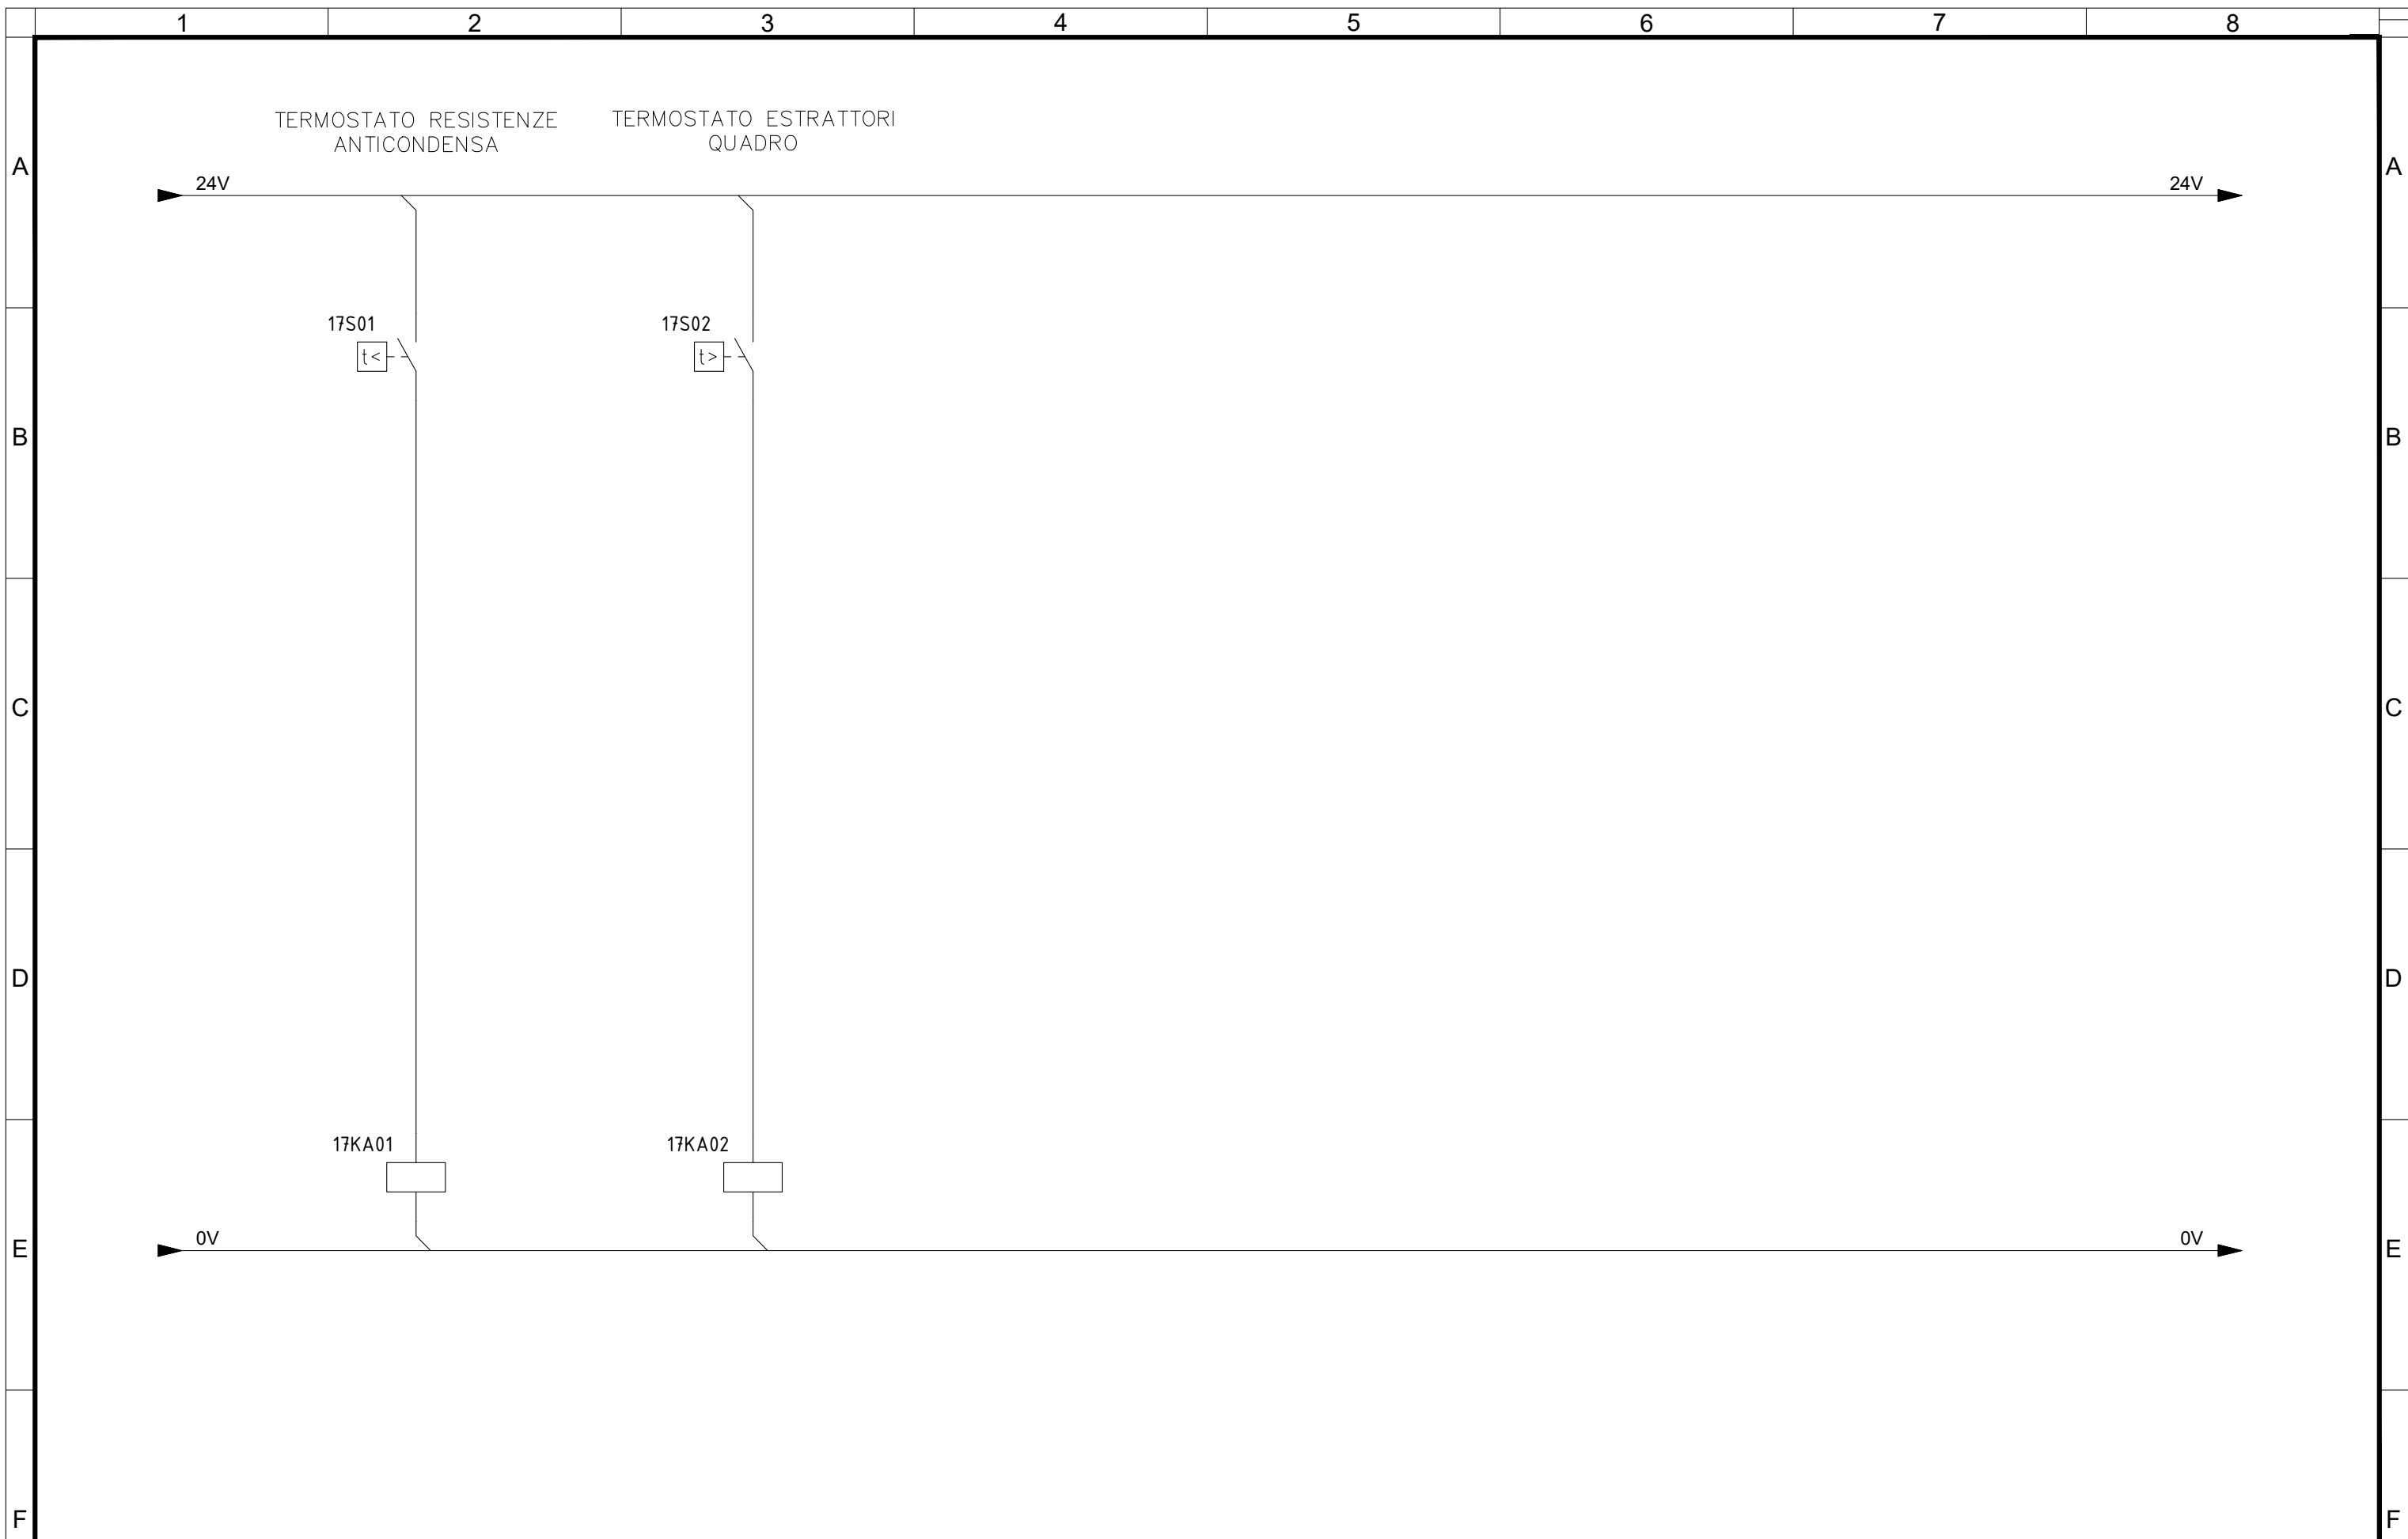 1 2 3 4 5 6 7 8
TERMOSTATO RESISTENZE
ANTICONDENSA
TERMOSTATO ESTRATTORI
QUADRO
A A
24V 24V
17S01 17S02
t< t>
B B
C C
D D
17KA01 17KA02
0V 0V
E E
F F